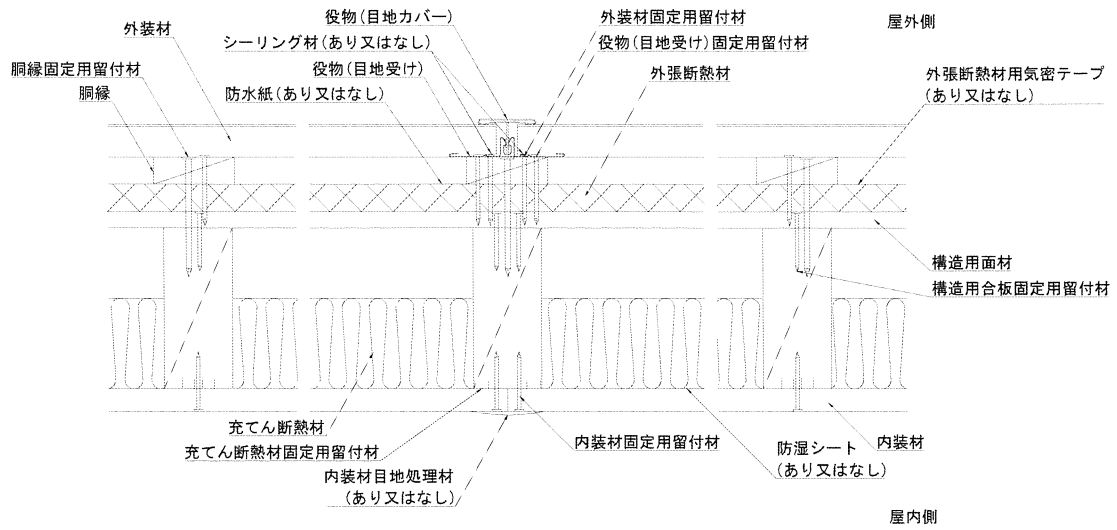 役物(目地カバー)
外装材固定用留付材
屋外側
外装材
シーリング材(あり又はなし)
役物(目地受け)固定用留付材
胴縁固定用留付材
役物(目地受け)
外張断熱材
外張断熱材用気密テープ
(あり又はなし)
胴縁
防水紙(あり又はなし)
構造用面材
構造用合板固定用留付材
充てん断熱材
充てん断熱材固定用留付材
内装材目地処理材
(あり又はなし)
内装材固定用留付材
防湿シート
(あり又はなし)
内装材
屋内側